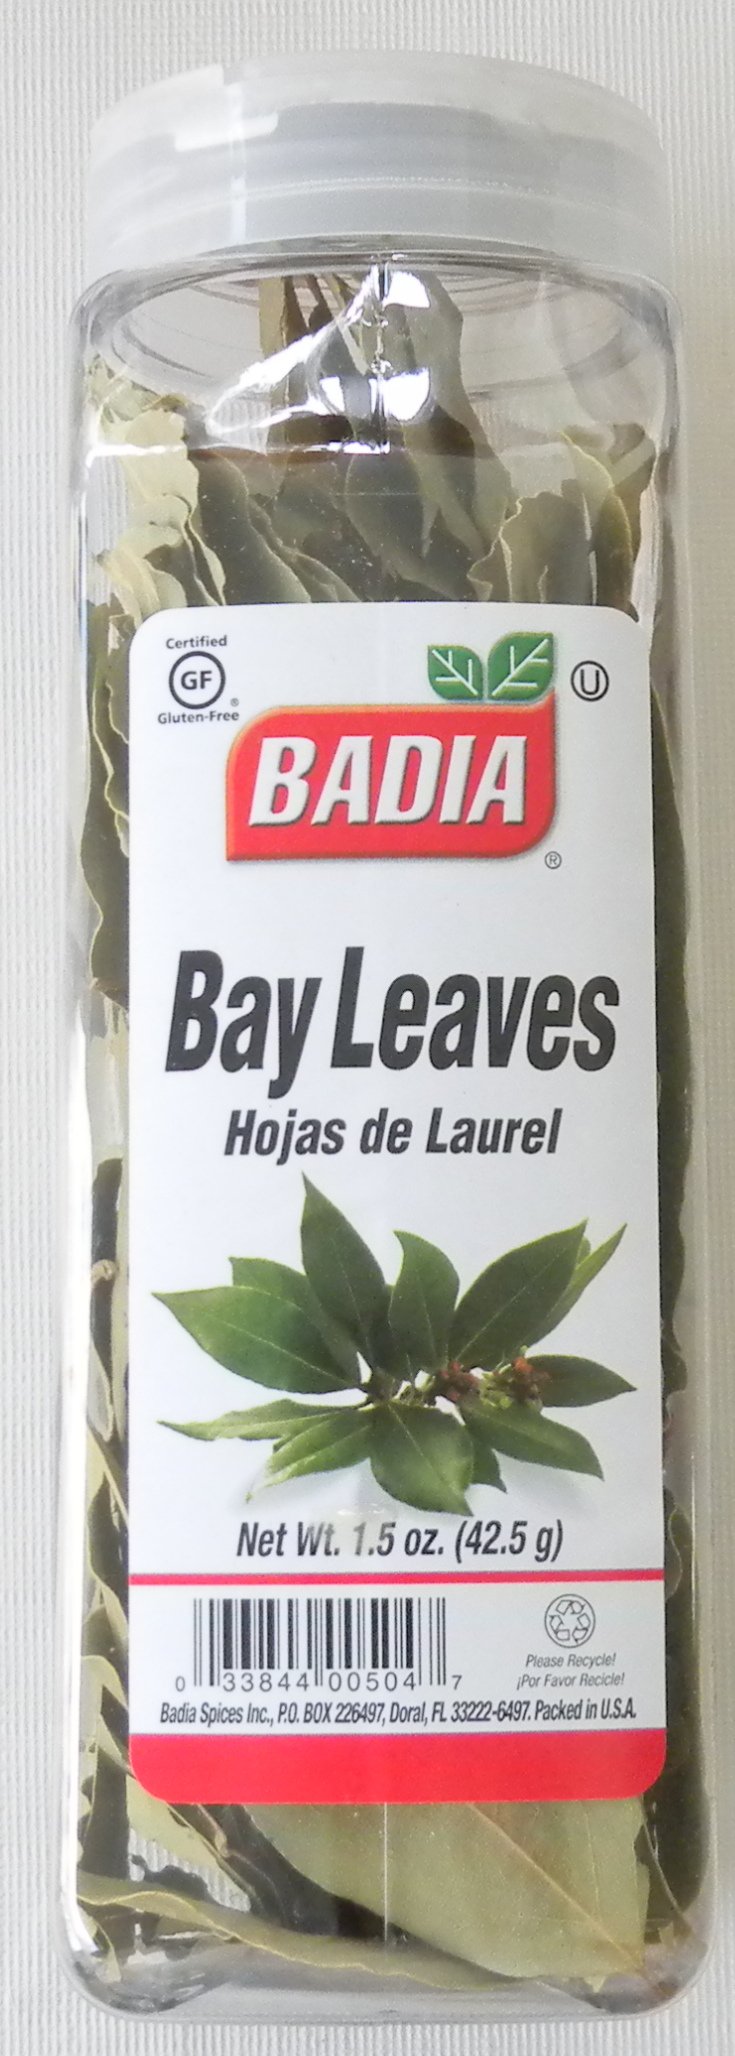 Certified
GF
®
Gluten-Free
U
BADIA
®
Bay Leaves
Hojas de Laurel
Net Wt. 1.5 oz. (42.5 g)
0 33844 00504 7
Please Recycle!
¡Por Favor Recicle!
Badia Spices Inc., P.O. BOX 226497, Doral, FL 33222-6497. Packed in U.S.A.